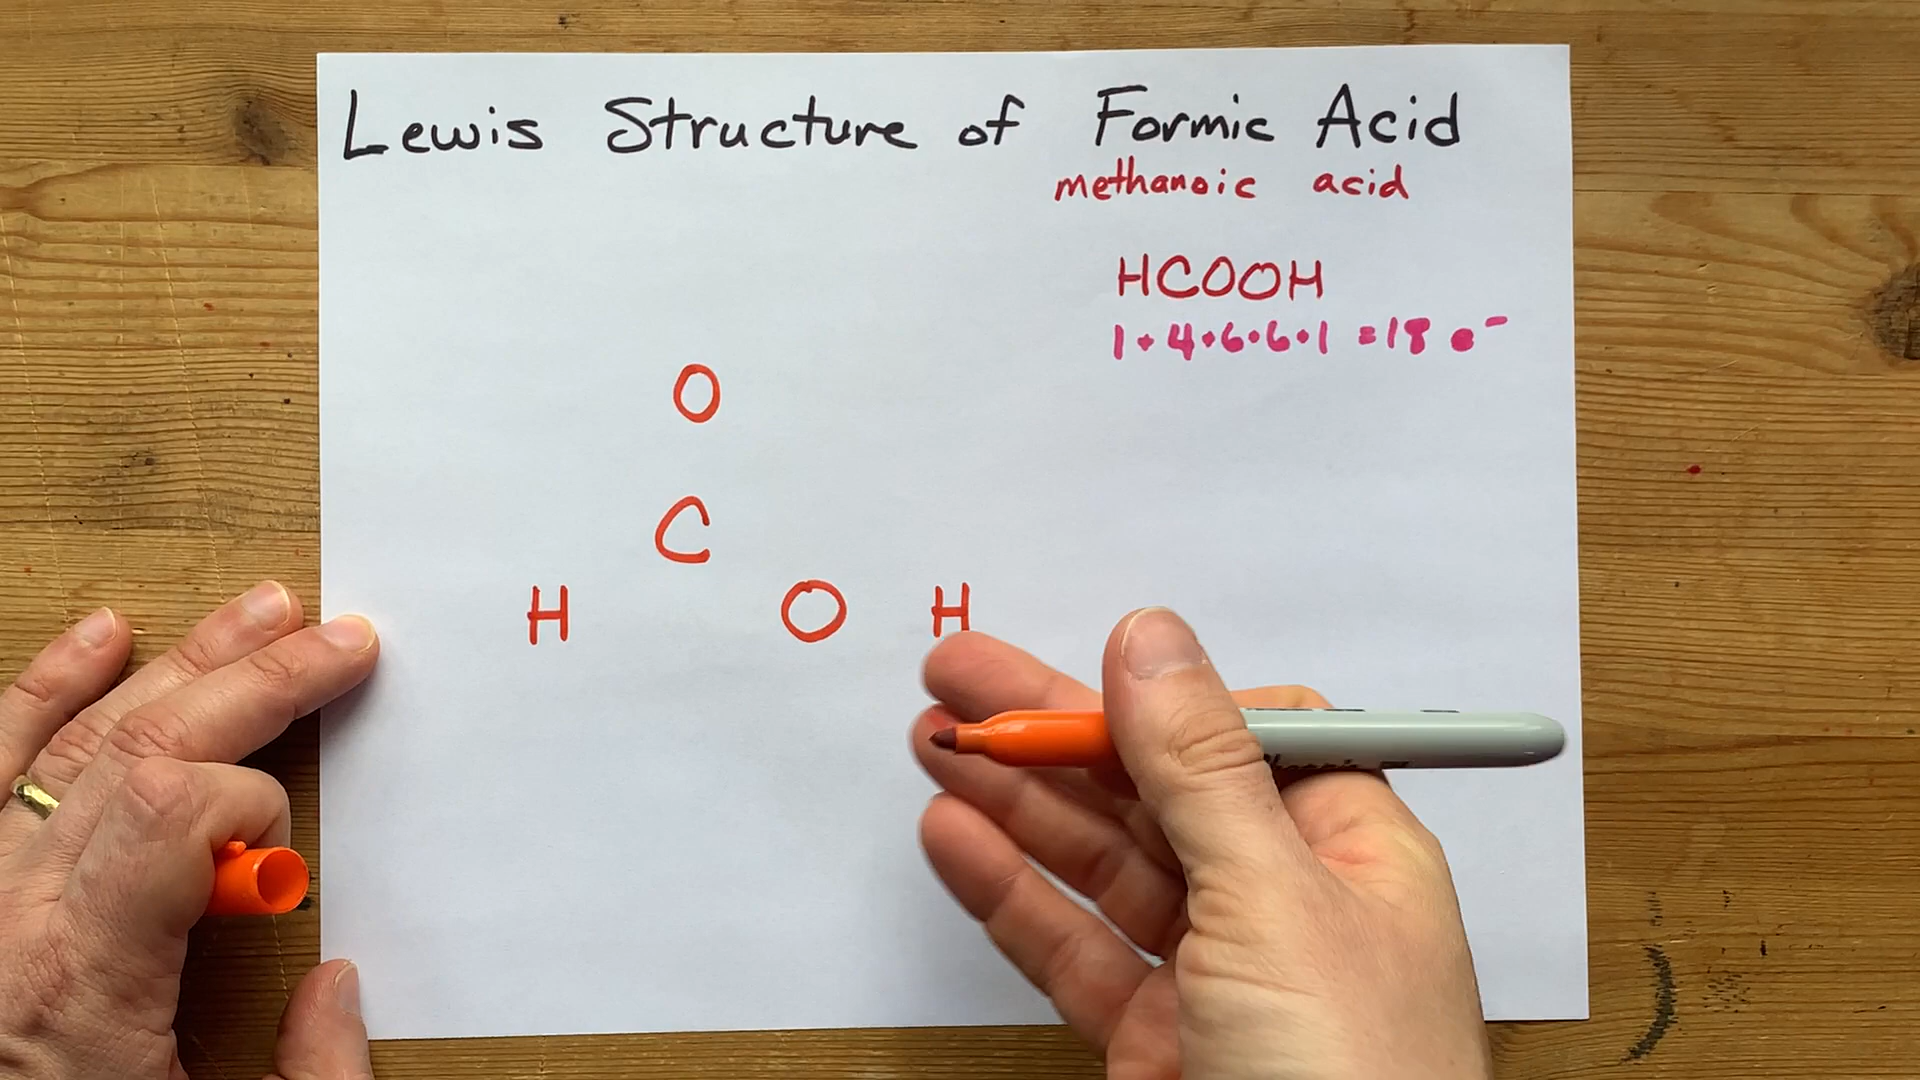 Lewis Structure of Formic Acid
methanoic acid
HCOOH
1+4+6+6+1 = 18 e⁻
O
C
H O H